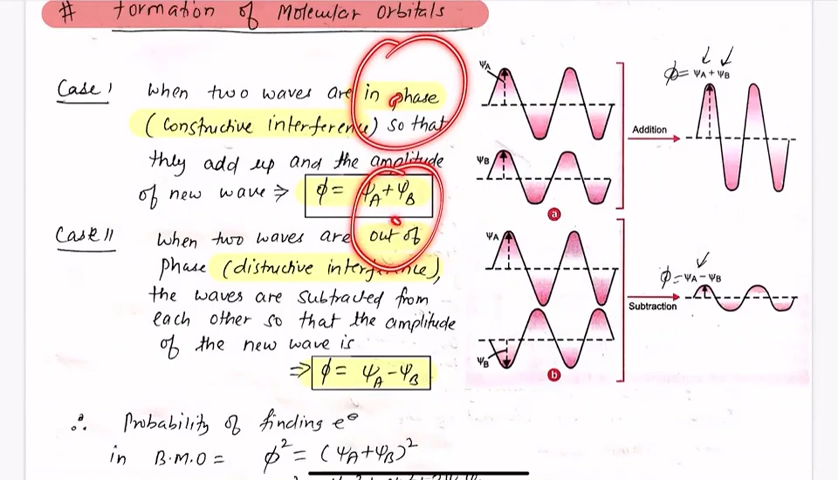 # Formation of Molecular Orbitals
Case I When two waves are in phase
(Constructive interference) so that
they add up and the amplitude
of new wave ⇒ ϕ = ψA+ψB
Case II When two waves are out of
phase (distructive interference),
the waves are subtracted from
each other so that the amplitude
of the new wave is
⇒ ϕ = ψA-ψB
∴ Probability of finding e⊖
in B.M.O = ϕ² = (ψA+ψB)²
ψA
ψB
Addition
ϕ= ψA + ψB
a
ψA
ψB
Subtraction
ϕ= ψA − ψB
b